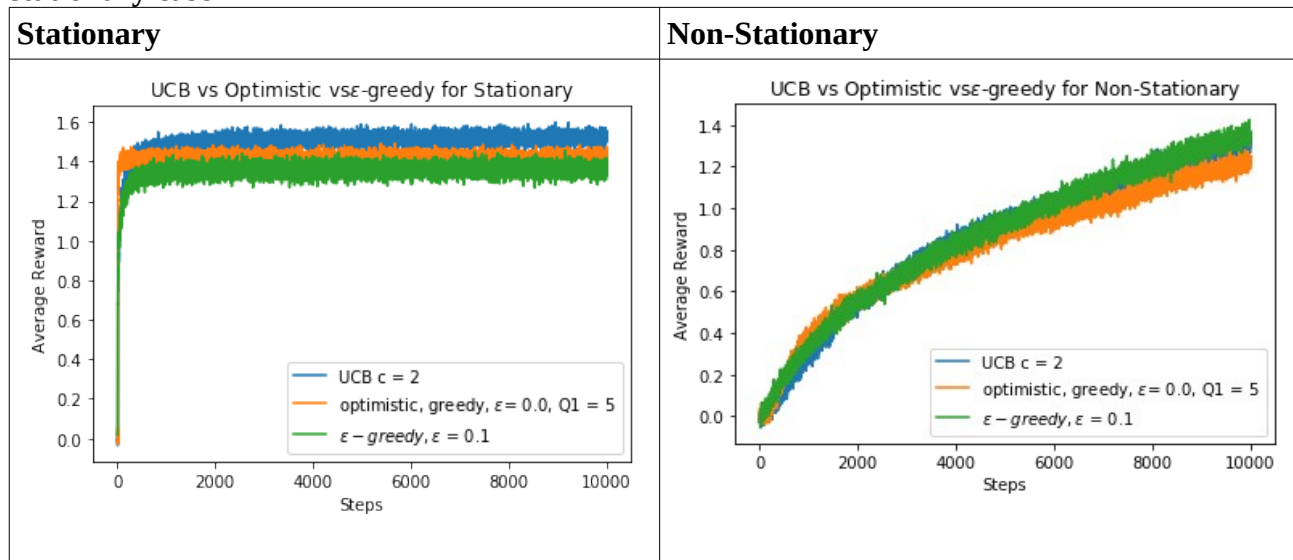 Stationary
Non-Stationary
UCB vs Optimistic vsε-greedy for Stationary
1.6
1.4
1.2
1.0
0.8
0.6
0.4
0.2
0.0
Average Reward
UCB c = 2
optimistic, greedy, ε= 0.0, Q1 = 5
ε − greedy, ε = 0.1
0 2000 4000 6000 8000 10000
Steps
UCB vs Optimistic vsε-greedy for Non-Stationary
1.4
1.2
1.0
0.8
0.6
0.4
0.2
0.0
Average Reward
UCB c = 2
optimistic, greedy, ε= 0.0, Q1 = 5
ε − greedy, ε = 0.1
0 2000 4000 6000 8000 10000
Steps